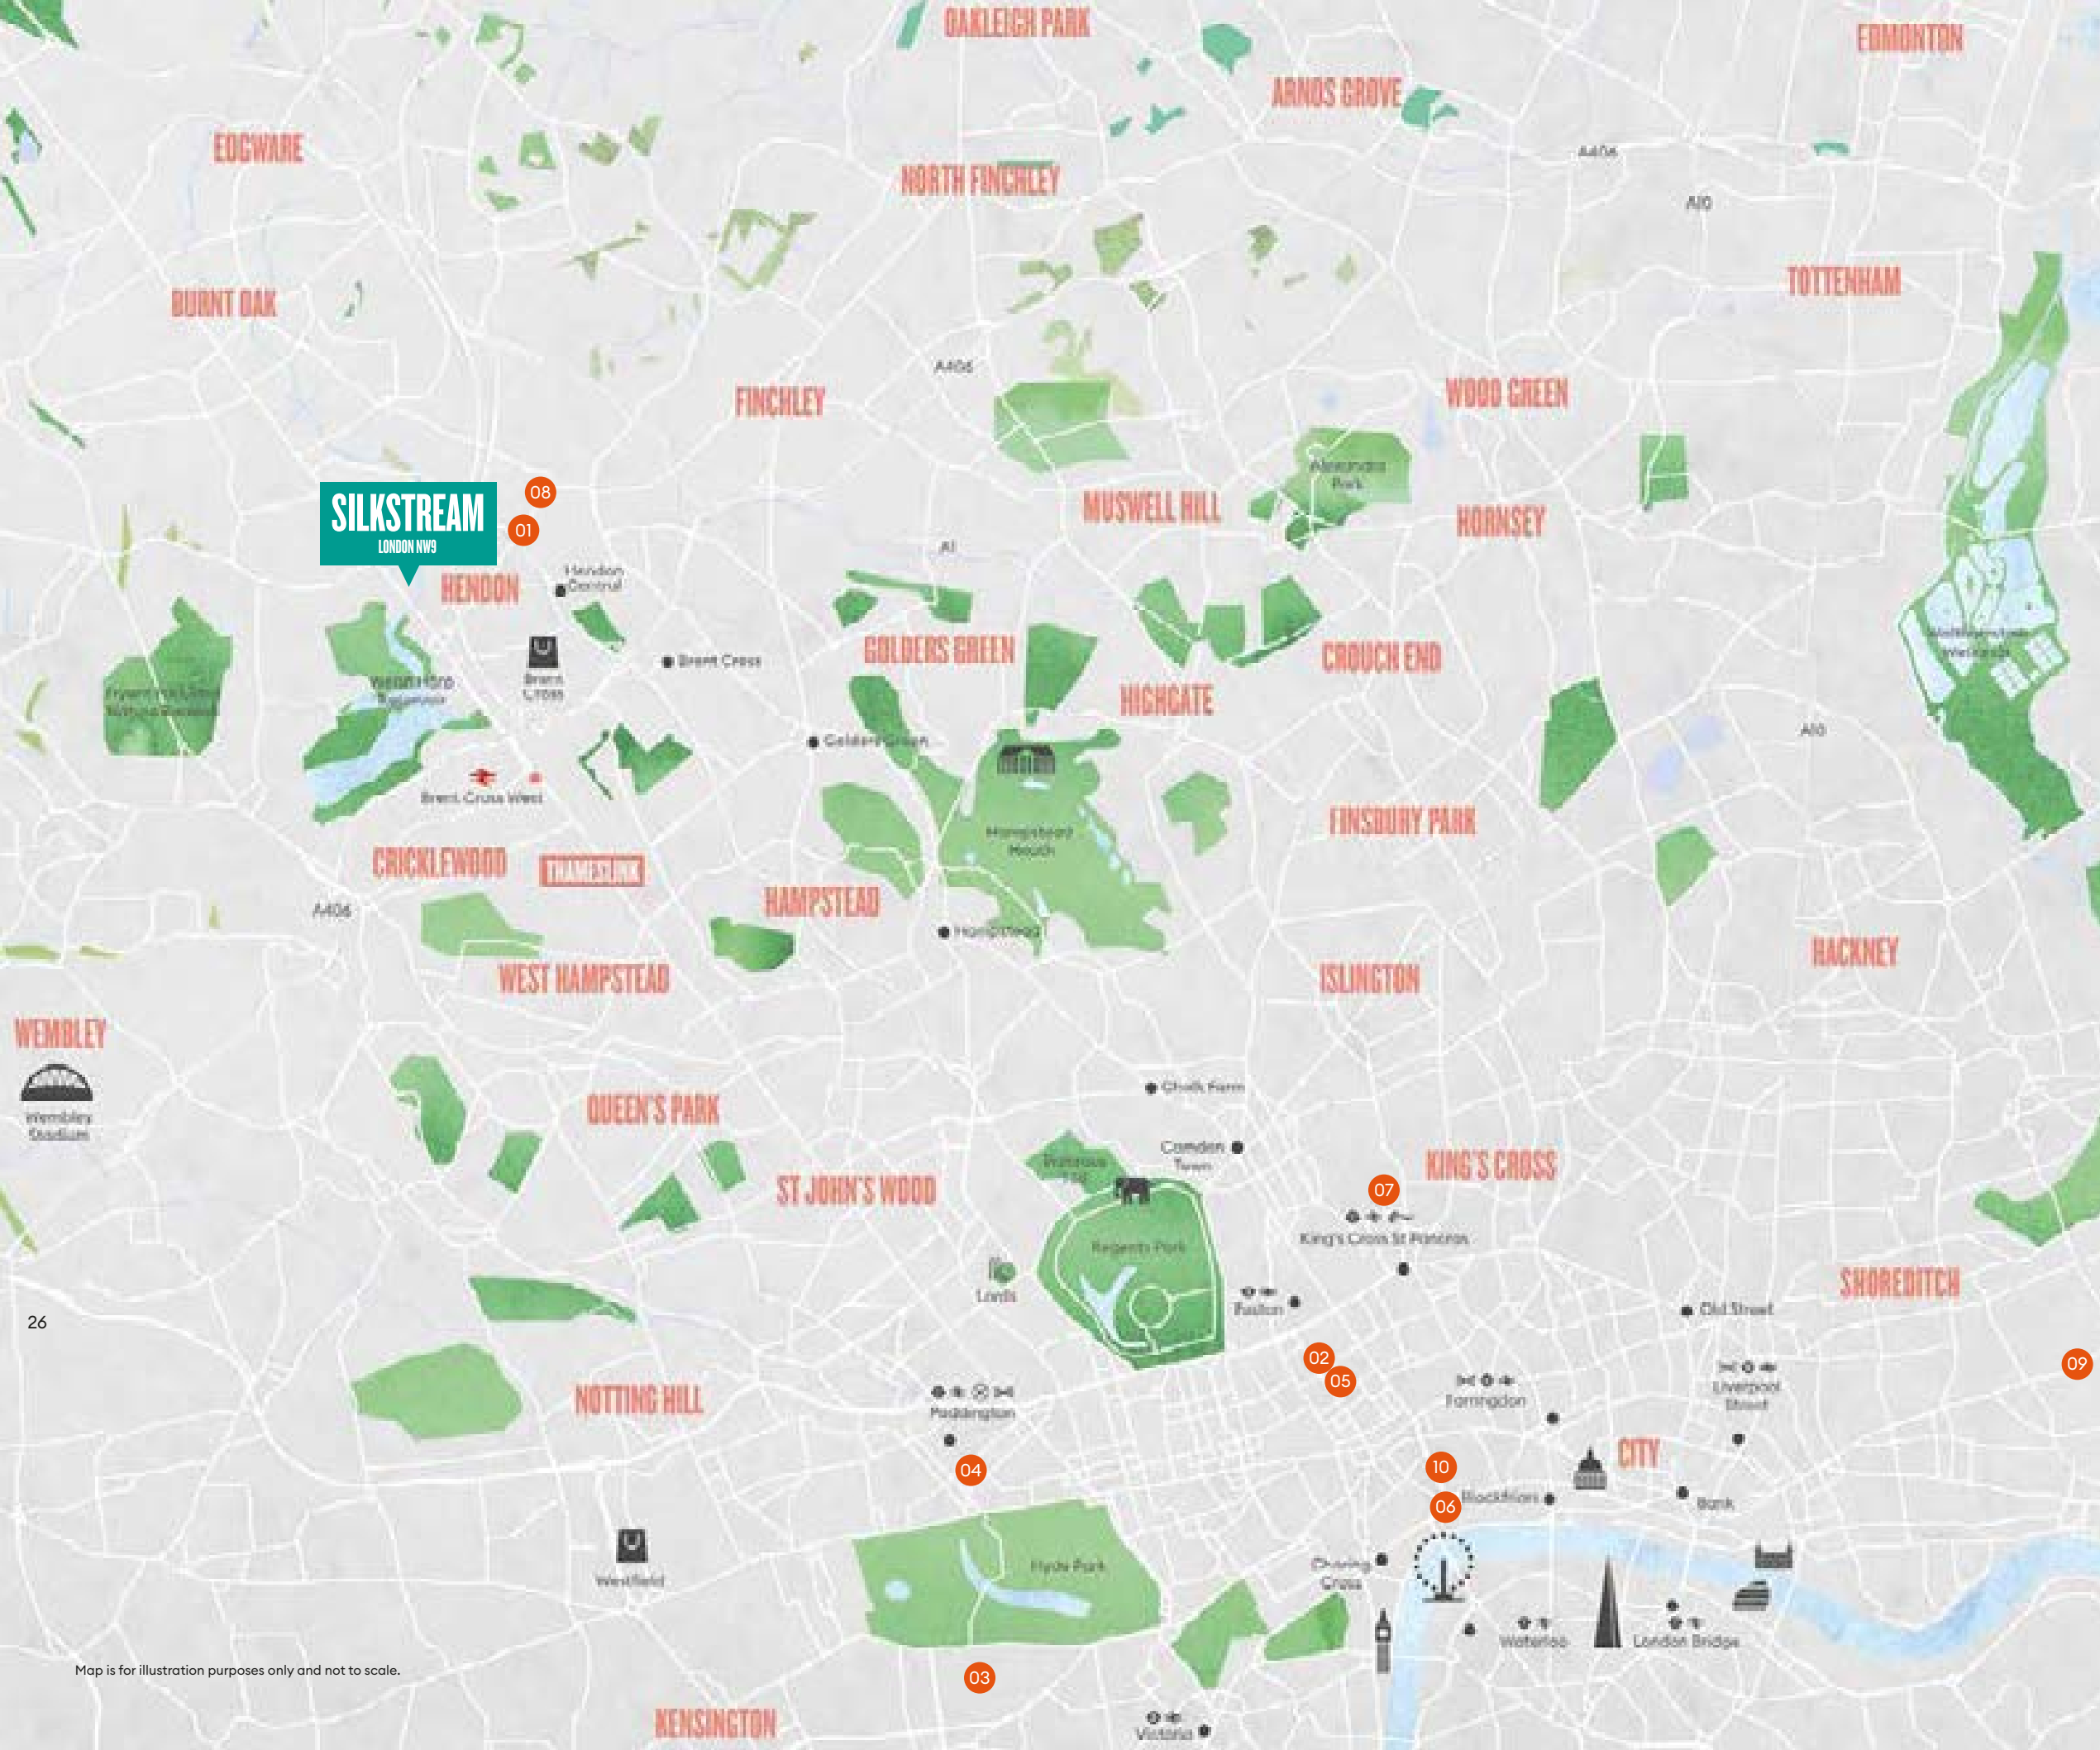 OAKLEIGH PARK
EDMONTON
ARNOS GROVE
EDGWARE
A406
NORTH FINCHLEY
A10
TOTTENHAM
BURNT OAK
A406
FINCHLEY
WOOD GREEN
Alexandra
Park
SILKSTREAM
LONDON NW9
08
01
MUSWELL HILL
HORNSEY
A1
Hendon
Central
HENDON
GOLDERS GREEN
CROUCH END
Brent Cross
Brent
Cross
HIGHGATE
A10
Golders Green
Brent Cross West
Hampstead
Heath
FINSBURY PARK
CRICKLEWOOD
THAMESLINK
HAMPSTEAD
A406
Hampstead
HACKNEY
WEST HAMPSTEAD
ISLINGTON
WEMBLEY
Wembley
Stadium
Chalk Farm
QUEEN'S PARK
Camden
Town
KING'S CROSS
ST JOHN'S WOOD
07
King's Cross St Pancras
Regents Park
Lords
Euston
SHOREDITCH
Old Street
26
02
05
09
NOTTING HILL
Paddington
Farringdon
Liverpool
Street
CITY
04
10
06
Blackfriars
Bank
Westfield
Hyde Park
Charing
Cross
Waterloo
London Bridge
Map is for illustration purposes only and not to scale.
03
KENSINGTON
Victoria